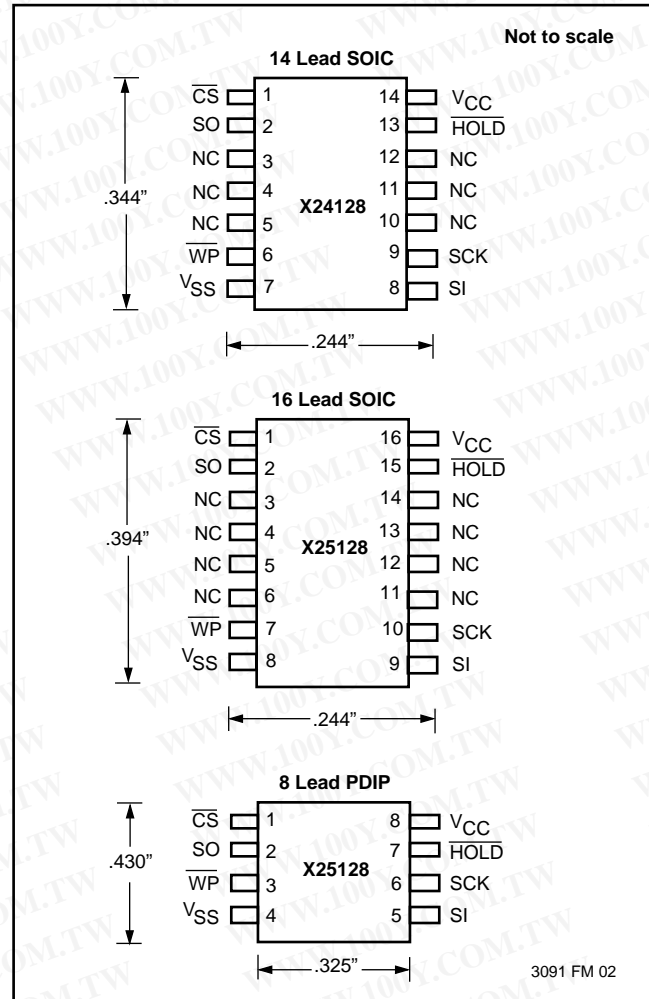 Not to scale
14 Lead SOIC
CS 1 14 VCC
SO 2 13 HOLD
NC 3 12 NC
NC 4 11 NC
.344” X24128
NC 5 10 NC
WP 6 9 SCK
VSS 7 8 SI
.244”
16 Lead SOIC
CS 1 16 VCC
SO 2 15 HOLD
NC 3 14 NC
NC 4 13 NC
.394” X25128
NC 5 12 NC
NC 6 11 NC
WP 7 10 SCK
VSS 8 9 SI
.244”
8 Lead PDIP
CS 1 8 VCC
SO 2 7 HOLD
.430” X25128
WP 3 6 SCK
VSS 4 5 SI
.325”
3091 FM 02
WWW.100Y.COM.TW